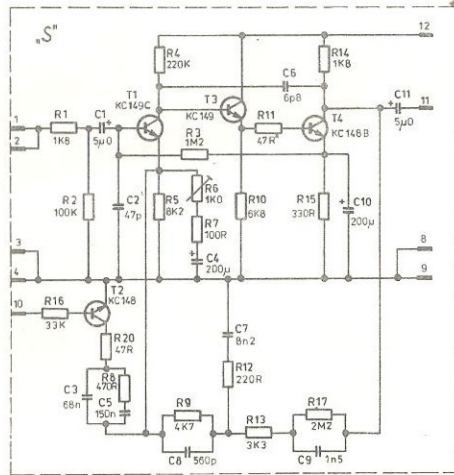 „S"
12
R4
220K
R14
1K8
C6
6p8
T1
KC149C
T3
KC149
C11
5µ0
11
1
2
R1
1K8
C1
5µ0
R11
47R
T4
KC148B
R3
1M2
R2
100K
C2
47p
R5
8K2
R6
1K0
R7
100R
C4
200µ
R10
6K8
R15
330R
C10
200µ
3
4
8
9
T2
KC148
10
R16
33K
R20
47R
C7
8n2
R12
220R
C3
68n
R8
470R
C5
150n
R9
4K7
C8
560p
R13
3K3
R17
2M2
C9
1n5